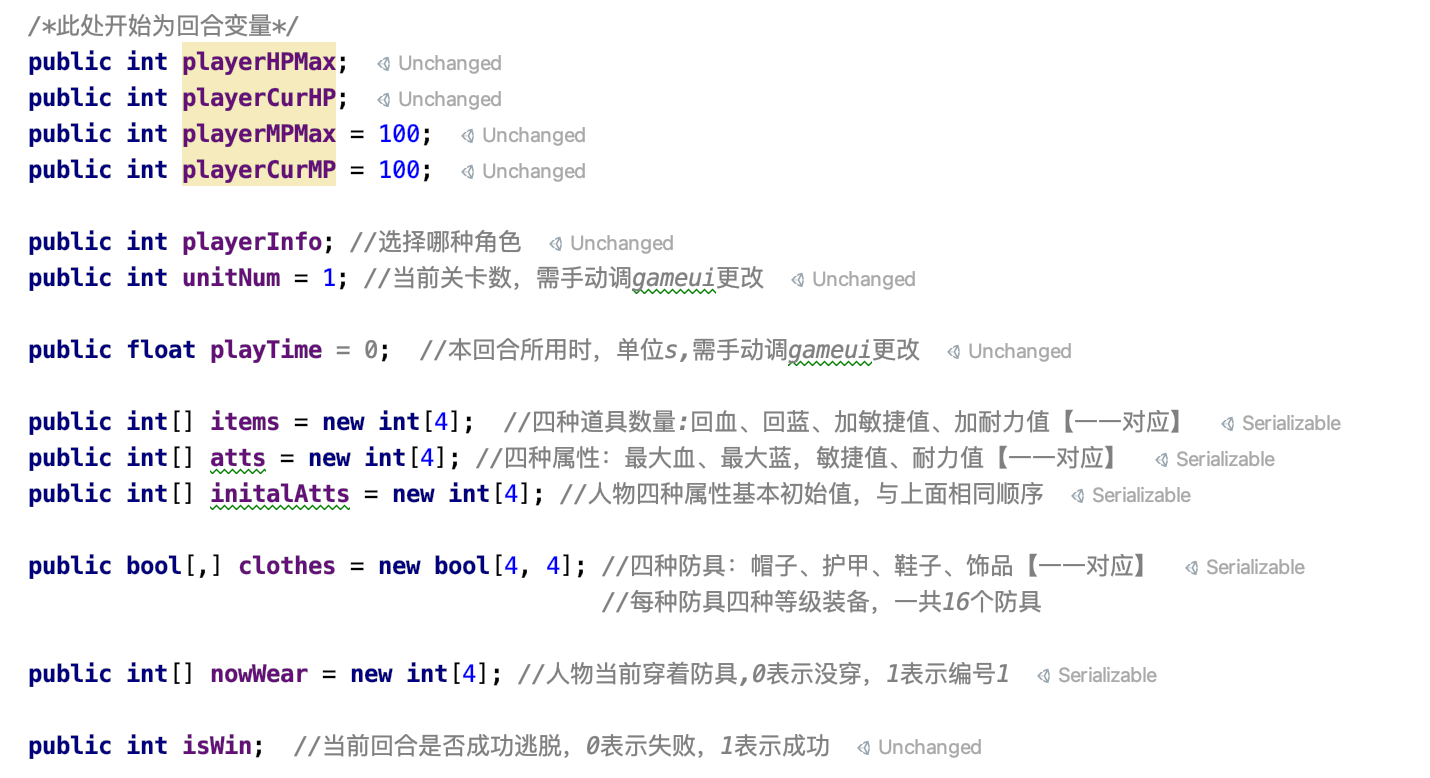 /*此处开始为回合变量*/
public int playerHPMax; Unchanged
public int playerCurHP; Unchanged
public int playerMPMax = 100; Unchanged
public int playerCurMP = 100; Unchanged
public int playerInfo; //选择哪种角色 Unchanged
public int unitNum = 1; //当前关卡数，需手动调gameui更改 Unchanged
public float playTime = 0; //本回合所用时，单位s,需手动调gameui更改 Unchanged
public int[] items = new int[4]; //四种道具数量:回血、回蓝、加敏捷值、加耐力值【一一对应】 Serializable
public int[] atts = new int[4]; //四种属性：最大血、最大蓝，敏捷值、耐力值【一一对应】 Serializable
public int[] initalAtts = new int[4]; //人物四种属性基本初始值，与上面相同顺序 Serializable
public bool[,] clothes = new bool[4, 4]; //四种防具：帽子、护甲、鞋子、饰品【一一对应】 Serializable
//每种防具四种等级装备，一共16个防具
public int[] nowWear = new int[4]; //人物当前穿着防具,0表示没穿，1表示编号1 Serializable
public int isWin; //当前回合是否成功逃脱，0表示失败，1表示成功 Unchanged